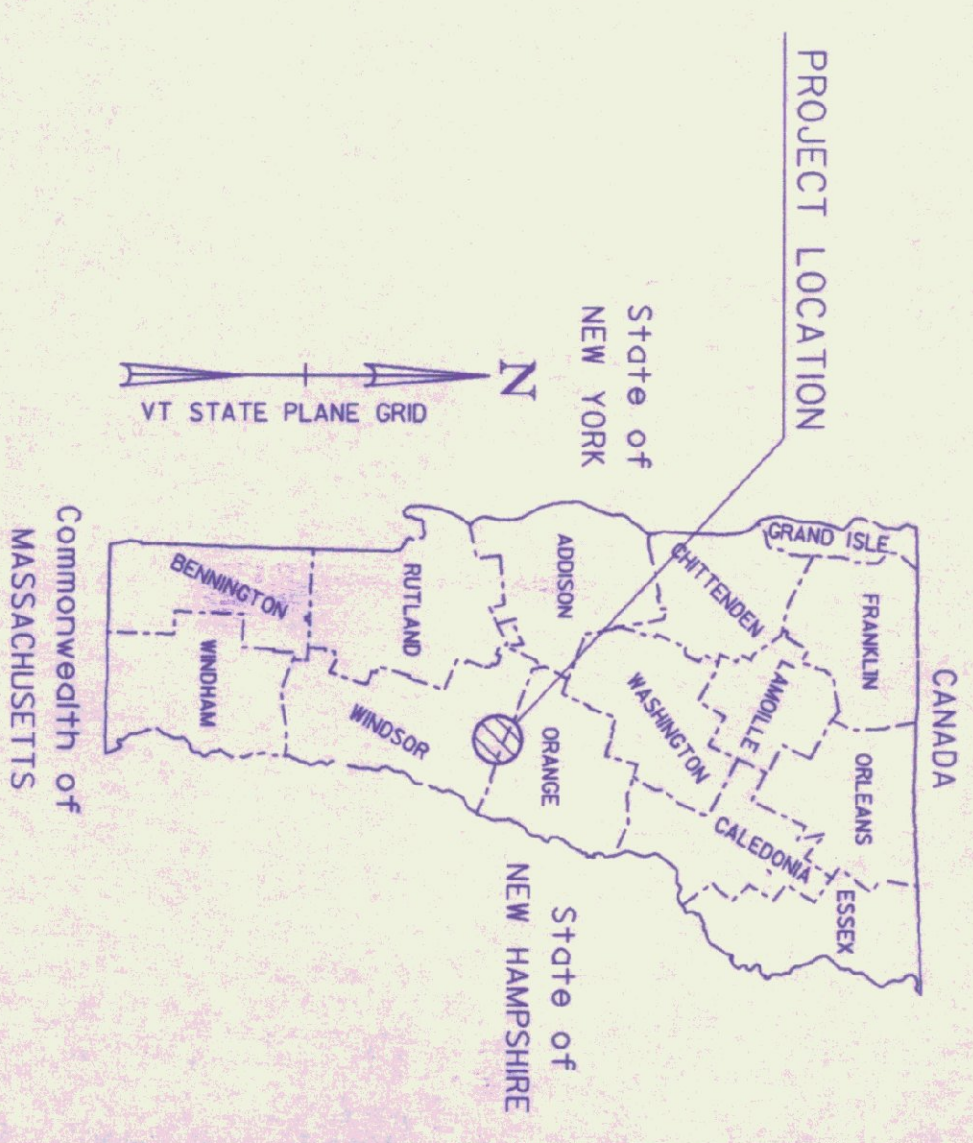 PROJECT LOCATION
CANADA
GRAND ISLE
FRANKLIN
ORLEANS
ESSEX
CHITTENDEN
LAMOILLE
CALEDONIA
WASHINGTON
State of
NEW YORK
ADDISON
ORANGE
State of
NEW HAMPSHIRE
N
VT STATE PLANE GRID
RUTLAND
WINDSOR
BENNINGTON
WINDHAM
Commonwealth of
MASSACHUSETTS